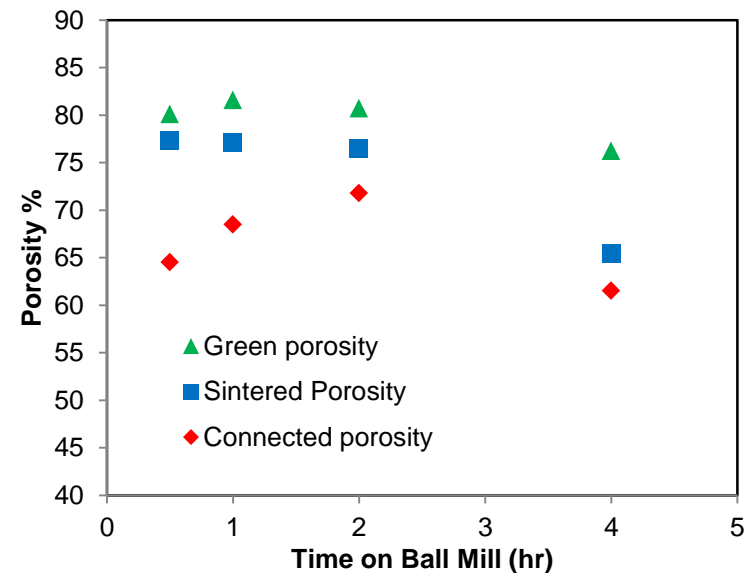 Porosity %
90
85
80
75
70
65
60
55
50
45
40
Green porosity
Sintered Porosity
Connected porosity
0 1 2 3 4 5
Time on Ball Mill (hr)